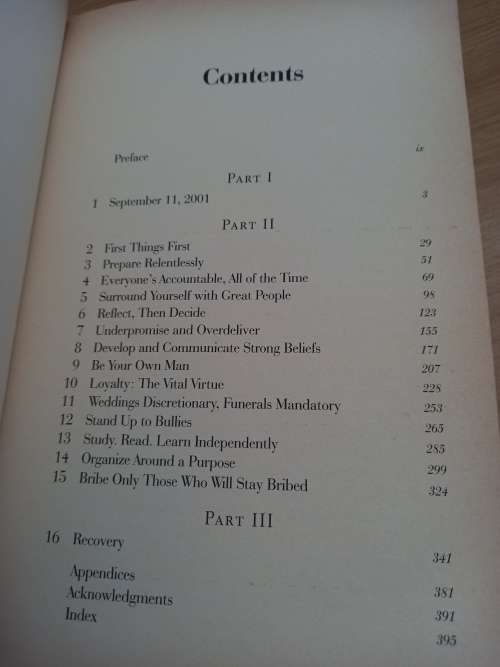 Contents
Preface ix
PART I
1 September 11, 2001 3
PART II
2 First Things First 29
3 Prepare Relentlessly 51
4 Everyone's Accountable, All of the Time 69
5 Surround Yourself with Great People 98
6 Reflect, Then Decide 123
7 Underpromise and Overdeliver 155
8 Develop and Communicate Strong Beliefs 171
9 Be Your Own Man 207
10 Loyalty: The Vital Virtue 228
11 Weddings Discretionary, Funerals Mandatory 253
12 Stand Up to Bullies 265
13 Study. Read. Learn Independently 285
14 Organize Around a Purpose 299
15 Bribe Only Those Who Will Stay Bribed 324
PART III
16 Recovery 341
Appendices 381
Acknowledgments 391
Index 395